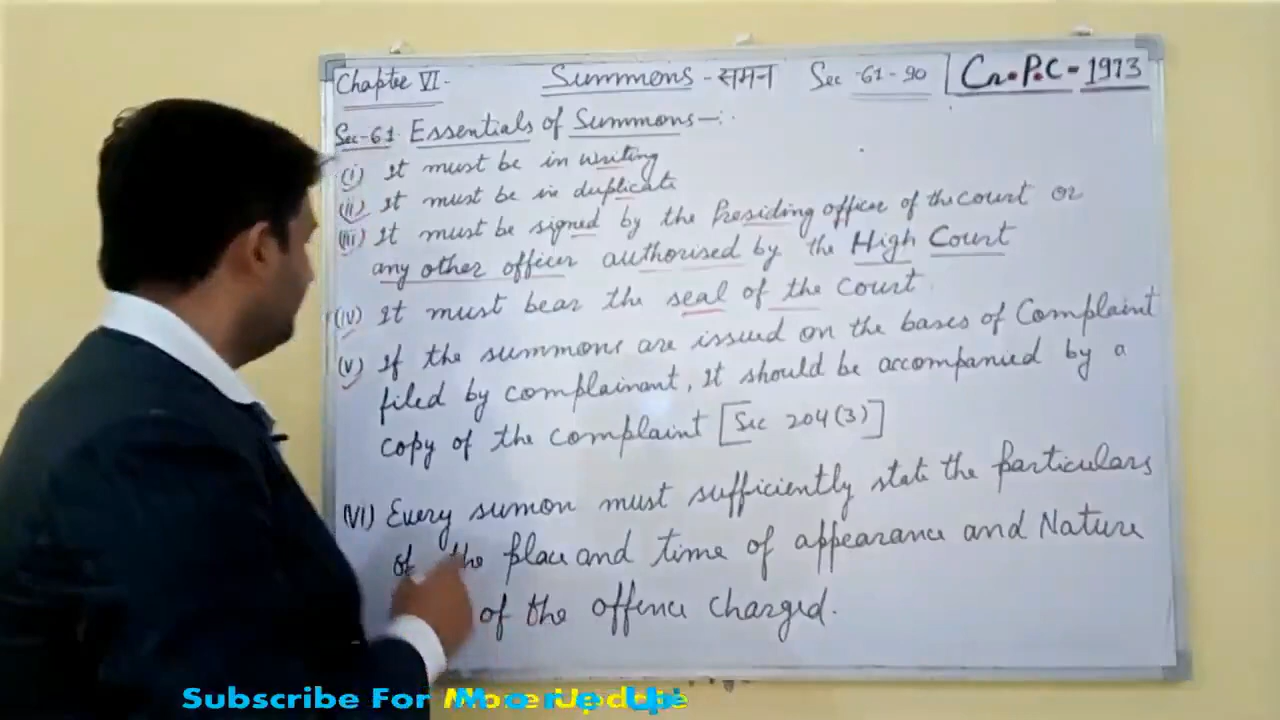 Chapter VI- Summons - समन Sec -61-90 Cr.P.C - 1973
Sec-61. Essentials of Summons-:
(i) It must be in writing
(ii) It must be in duplicate
(iii) It must be signed by the Presiding officer of the court or
any other officer authorised by the High Court
(iv) It must bear the seal of the court.
(v) If the summons are issued on the bases of Complaint
filed by complainant, It should be accompanied by a
copy of the complaint [Sec 204(3)]
(VI) Every sumon must sufficiently state the particulars
of the place and time of appearance and Nature
of the offence charged.
Subscribe For